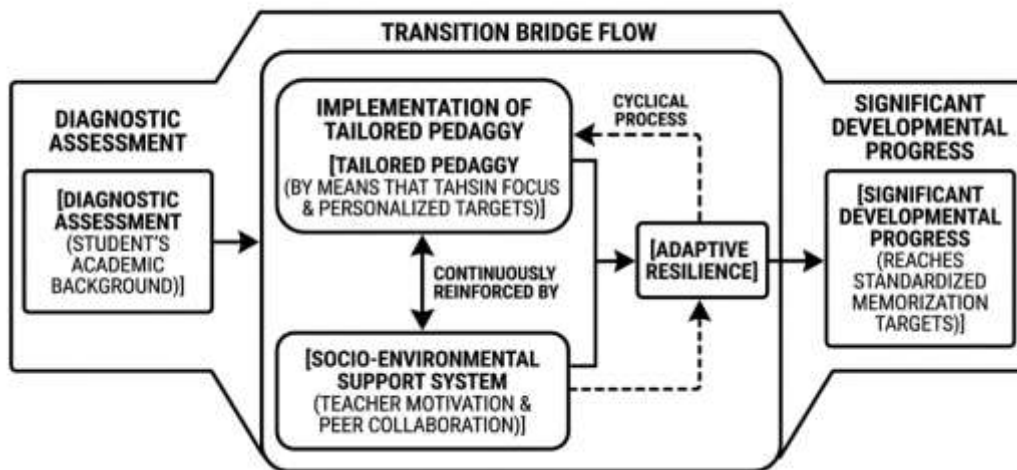 TRANSITION BRIDGE FLOW
DIAGNOSTIC
ASSESSMENT
[DIAGNOSTIC
ASSESSMENT
(STUDENT'S
ACADEMIC
BACKGROUND)]
IMPLEMENTATION OF
TAILORED PEDAGGY
[TAILORED PEDAGGY
(BY MEANS THAT TAHSIN FOCUS
& PERSONALIZED TARGETS)]
CONTINUOUSLY
REINFORCED BY
[SOCIO-ENVIRONMENTAL
SUPPORT SYSTEM
(TEACHER MOTIVATION &
PEER COLLABORATION)]
CYCLICAL
PROCESS
[ADAPTIVE
RESILIENCE]
SIGNIFICANT
DEVELOPMENTAL
PROGRESS
[SIGNIFICANT
DEVELOPMENTAL
PROGRESS
(REACHES
STANDARDIZED
MEMORIZATION
TARGETS)]